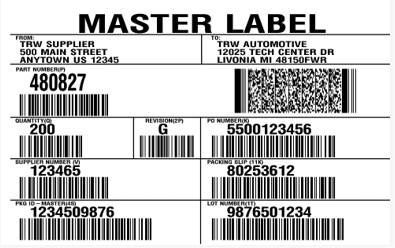 MASTER LABEL
FROM:
TRW SUPPLIER
500 MAIN STREET
ANYTOWN US 12345
TO:
TRW AUTOMOTIVE
12025 TECH CENTER DR
LIVONIA MI 48150FWR
PART NUMBER(P)
480827
QUANTITY(Q)
200
REVISION(2P)
G
PO NUMBER(K)
5500123456
SUPPLIER NUMBER (V)
123465
PACKING SLIP (11K)
80253612
PKG ID - MASTER(4S)
1234509876
LOT NUMBER(1T)
9876501234